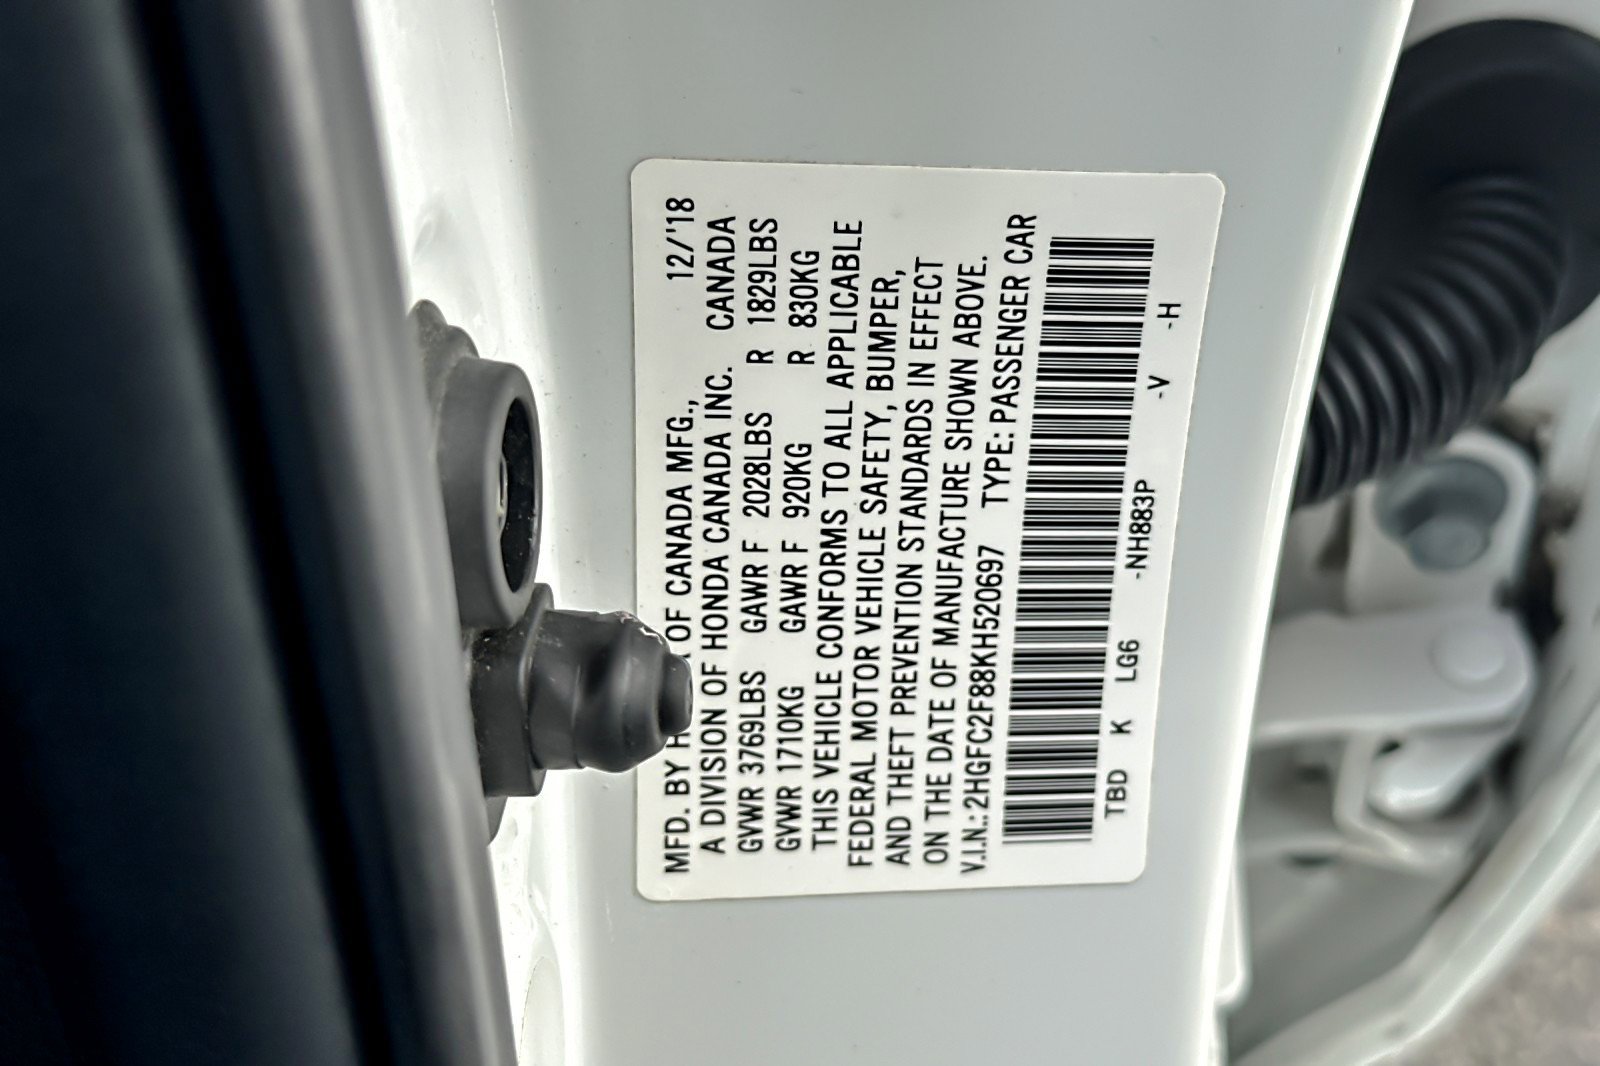 MFD. BY OF CANADA MFG., 12/'18
A DIVISION OF HONDA CANADA INC. CANADA
GVWR 3769LBS GAWR F 2028LBS R 1829LBS
GVWR 1710KG GAWR F 920KG R 830KG
THIS VEHICLE CONFORMS TO ALL APPLICABLE
FEDERAL MOTOR VEHICLE SAFETY, BUMPER,
AND THEFT PREVENTION STANDARDS IN EFFECT
ON THE DATE OF MANUFACTURE SHOWN ABOVE.
V.I.N.:2HGFC2F88KH520697 TYPE: PASSENGER CAR
TBD K LG6 -NH883P -V -H